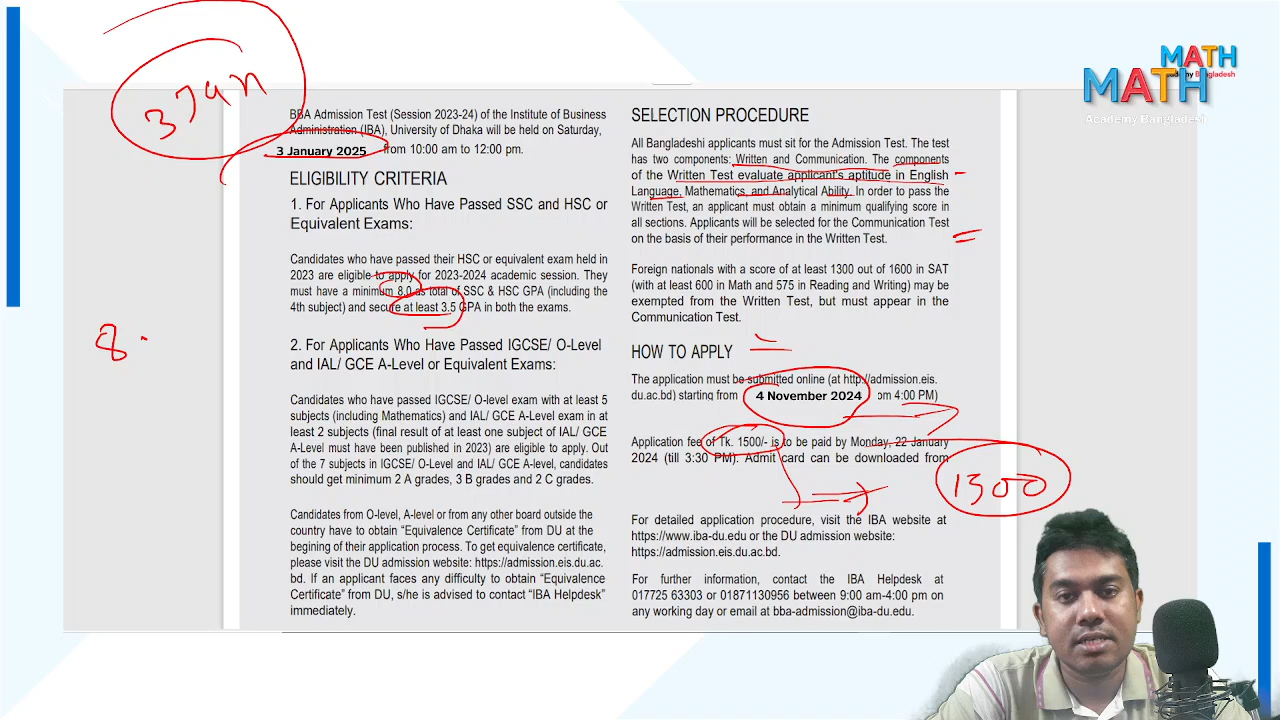 MATH
Academy Bangladesh
MATH
Academy Bangladesh
3 Jan
BBA Admission Test (Session 2023-24) of the Institute of Business
Administration (IBA), University of Dhaka will be held on Saturday,
3 January 2025 from 10:00 am to 12:00 pm.
ELIGIBILITY CRITERIA
1. For Applicants Who Have Passed SSC and HSC or
Equivalent Exams:
Candidates who have passed their HSC or equivalent exam held in
2023 are eligible to apply for 2023-2024 academic session. They
must have a minimum 8.0 as total of SSC & HSC GPA (including the
4th subject) and secure at least 3.5 GPA in both the exams.
8.
2. For Applicants Who Have Passed IGCSE/ O-Level
and IAL/ GCE A-Level or Equivalent Exams:
Candidates who have passed IGCSE/ O-level exam with at least 5
subjects (including Mathematics) and IAL/ GCE A-Level exam in at
least 2 subjects (final result of at least one subject of IAL/ GCE
A-Level must have been published in 2023) are eligible to apply. Out
of the 7 subjects in IGCSE/ O-Level and IAL/ GCE A-level, candidates
should get minimum 2 A grades, 3 B grades and 2 C grades.
Candidates from O-level, A-level or from any other board outside the
country have to obtain “Equivalence Certificate” from DU at the
begining of their application process. To get equivalence certificate,
please visit the DU admission website: https://admission.eis.du.ac.
bd. If an applicant faces any difficulty to obtain “Equivalence
Certificate” from DU, s/he is advised to contact “IBA Helpdesk”
immediately.
SELECTION PROCEDURE
All Bangladeshi applicants must sit for the Admission Test. The test
has two components: Written and Communication. The components
of the Written Test evaluate applicant's aptitude in English
Language, Mathematics, and Analytical Ability. In order to pass the
Written Test, an applicant must obtain a minimum qualifying score in
all sections. Applicants will be selected for the Communication Test
on the basis of their performance in the Written Test.
Foreign nationals with a score of at least 1300 out of 1600 in SAT
(with at least 600 in Math and 575 in Reading and Writing) may be
exempted from the Written Test, but must appear in the
Communication Test.
HOW TO APPLY
The application must be submitted online (at http://admission.eis.
du.ac.bd) starting from 4 November 2024 om 4:00 PM)
Application fee of Tk. 1500/- is to be paid by Monday, 22 January
2024 (till 3:30 PM). Admit card can be downloaded from
1500
For detailed application procedure, visit the IBA website at
https://www.iba-du.edu or the DU admission website:
https://admission.eis.du.ac.bd.
For further information, contact the IBA Helpdesk at
017725 63303 or 01871130956 between 9:00 am-4:00 pm on
any working day or email at bba-admission@iba-du.edu.